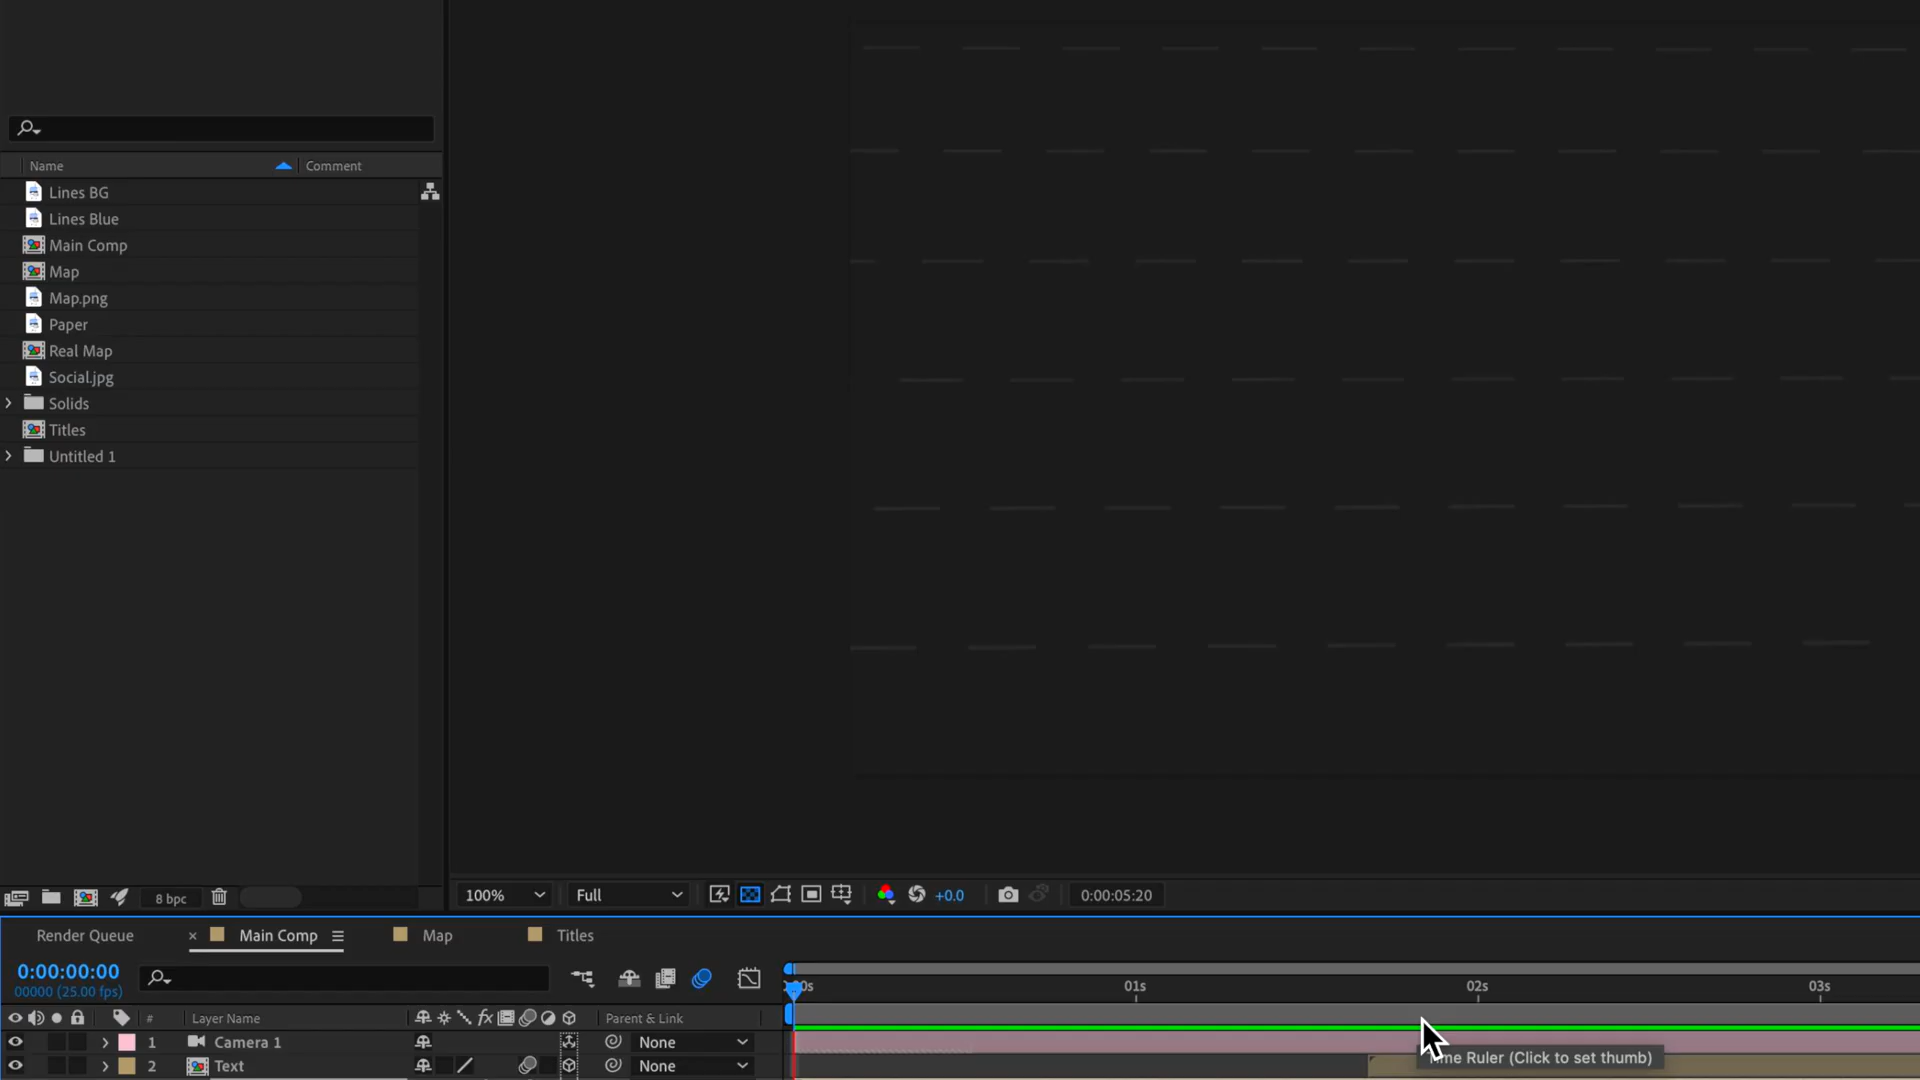 Name Comment
Lines BG
Lines Blue
Main Comp
Map
Map.png
Paper
Real Map
Social.jpg
Solids
Titles
Untitled 1
8 bpc
100% Full +0.0 0:00:05:20
Render Queue × Main Comp Map Titles
0:00:00:00
00000 (25.00 fps)
01s 02s 03s
# Layer Name fx Parent & Link
1 Camera 1 None
2 Text None
Time Ruler (Click to set thumb)